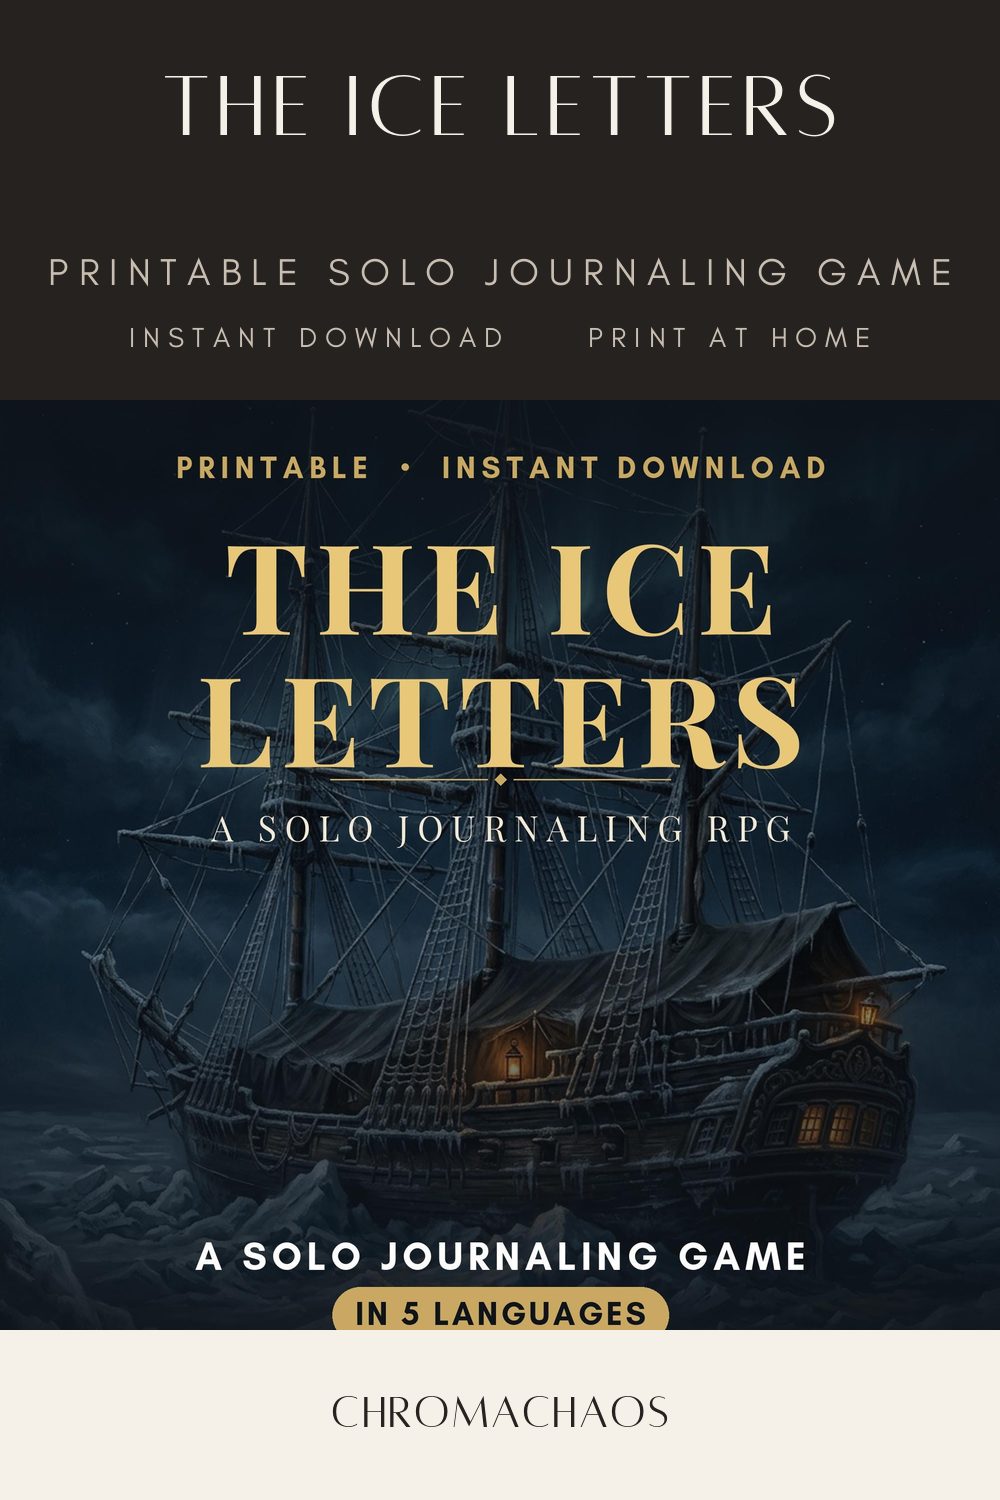 THE ICE LETTERS
PRINTABLE SOLO JOURNALING GAME
INSTANT DOWNLOAD PRINT AT HOME
PRINTABLE • INSTANT DOWNLOAD
THE ICE
LETTERS
A SOLO JOURNALING RPG
A SOLO JOURNALING GAME
IN 5 LANGUAGES
CHROMACHAOS